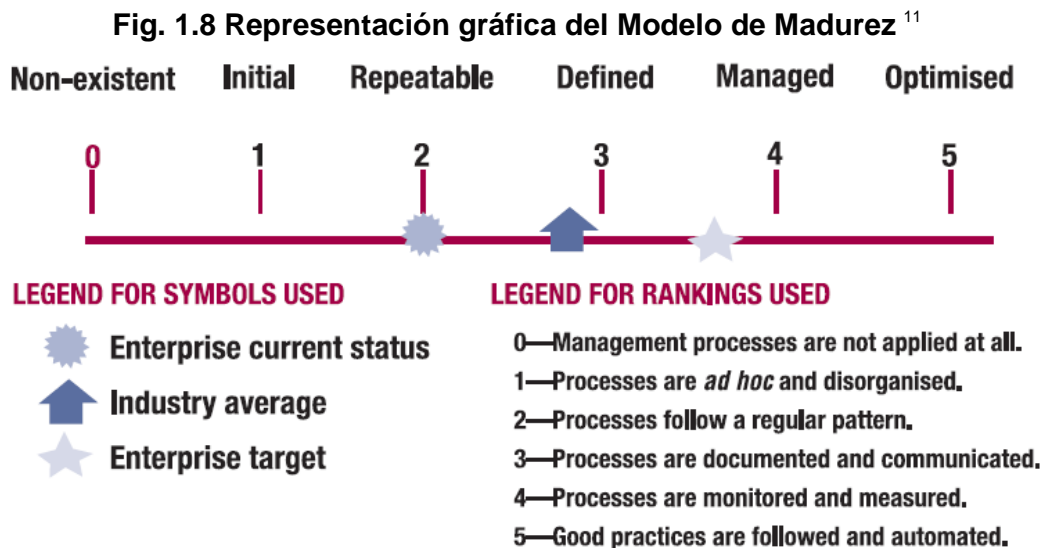 Fig. 1.8 Representación gráfica del Modelo de Madurez 11
Non-existent Initial Repeatable Defined Managed Optimised
0 1 2 3 4 5
LEGEND FOR SYMBOLS USED
Enterprise current status
Industry average
Enterprise target
LEGEND FOR RANKINGS USED
0—Management processes are not applied at all.
1—Processes are ad hoc and disorganised.
2—Processes follow a regular pattern.
3—Processes are documented and communicated.
4—Processes are monitored and measured.
5—Good practices are followed and automated.